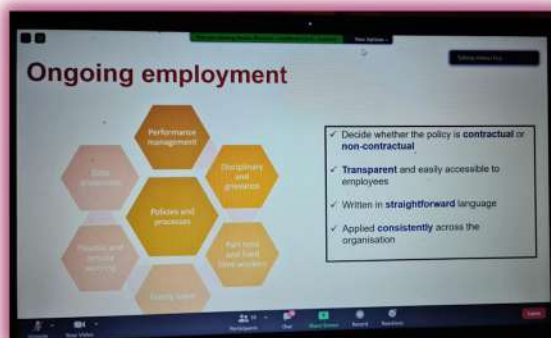 Ongoing employment
Performance
management
Disciplinary
and
grievance
Part time
and fixed
term workers
Family leave
Flexible and
remote
working
Data
protection
Policies and
processes
✓ Decide whether the policy is contractual or
non-contractual
✓ Transparent and easily accessible to
employees
✓ Written in straightforward language
✓ Applied consistently across the
organisation
View Options
Participants
Chat
Share Screen
Record
Reactions
Leave